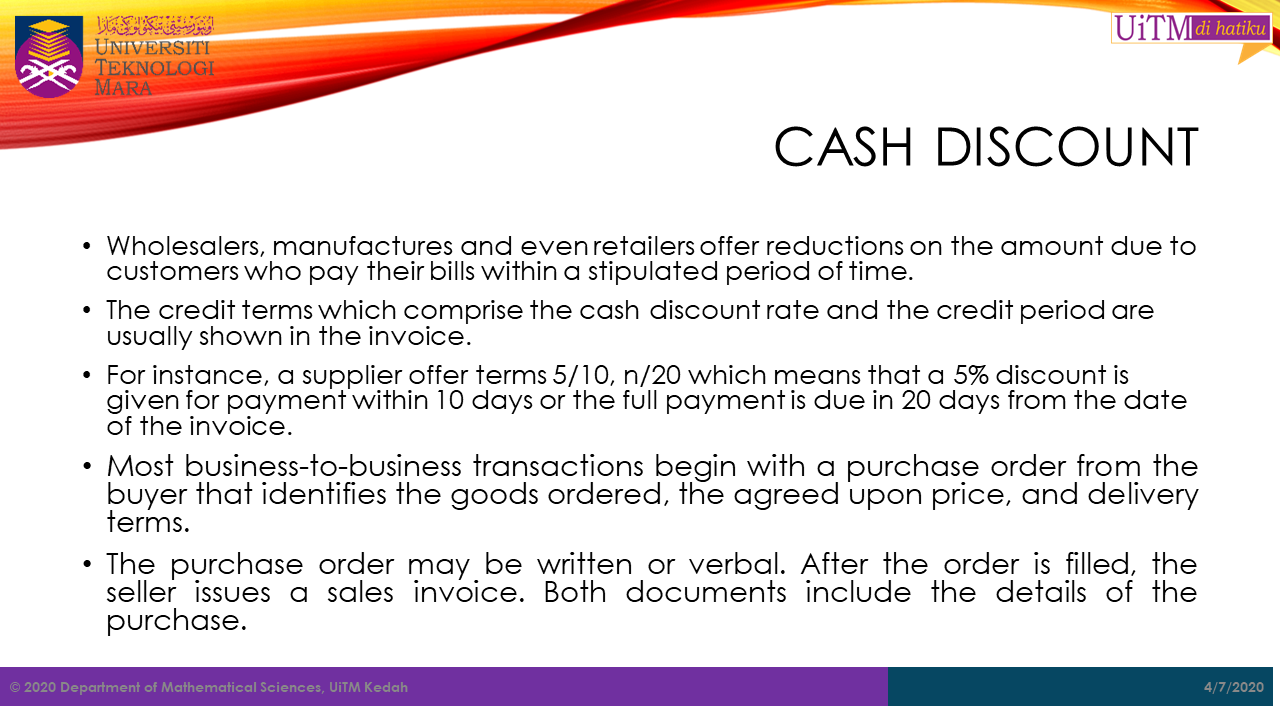 اونيۏرسيتي تيكنولوڬي مارا
UNIVERSITI
TEKNOLOGI
MARA
UiTM di hatiku
CASH DISCOUNT
• Wholesalers, manufactures and even retailers offer reductions on the amount due to
customers who pay their bills within a stipulated period of time.
• The credit terms which comprise the cash discount rate and the credit period are
usually shown in the invoice.
• For instance, a supplier offer terms 5/10, n/20 which means that a 5% discount is
given for payment within 10 days or the full payment is due in 20 days from the date
of the invoice.
• Most business-to-business transactions begin with a purchase order from the
buyer that identifies the goods ordered, the agreed upon price, and delivery
terms.
• The purchase order may be written or verbal. After the order is filled, the
seller issues a sales invoice. Both documents include the details of the
purchase.
© 2020 Department of Mathematical Sciences, UiTM Kedah
4/7/2020